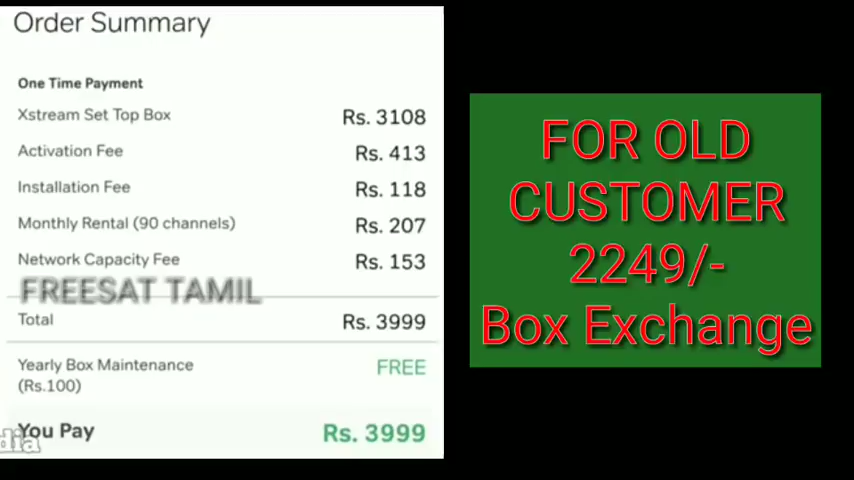 Order Summary
One Time Payment
Xstream Set Top Box Rs. 3108
Activation Fee Rs. 413
Installation Fee Rs. 118
Monthly Rental (90 channels) Rs. 207
Network Capacity Fee Rs. 153
FREESAT TAMIL
Total Rs. 3999
Yearly Box Maintenance FREE
(Rs.100)
You Pay Rs. 3999
dia
FOR OLD
CUSTOMER
2249/-
Box Exchange